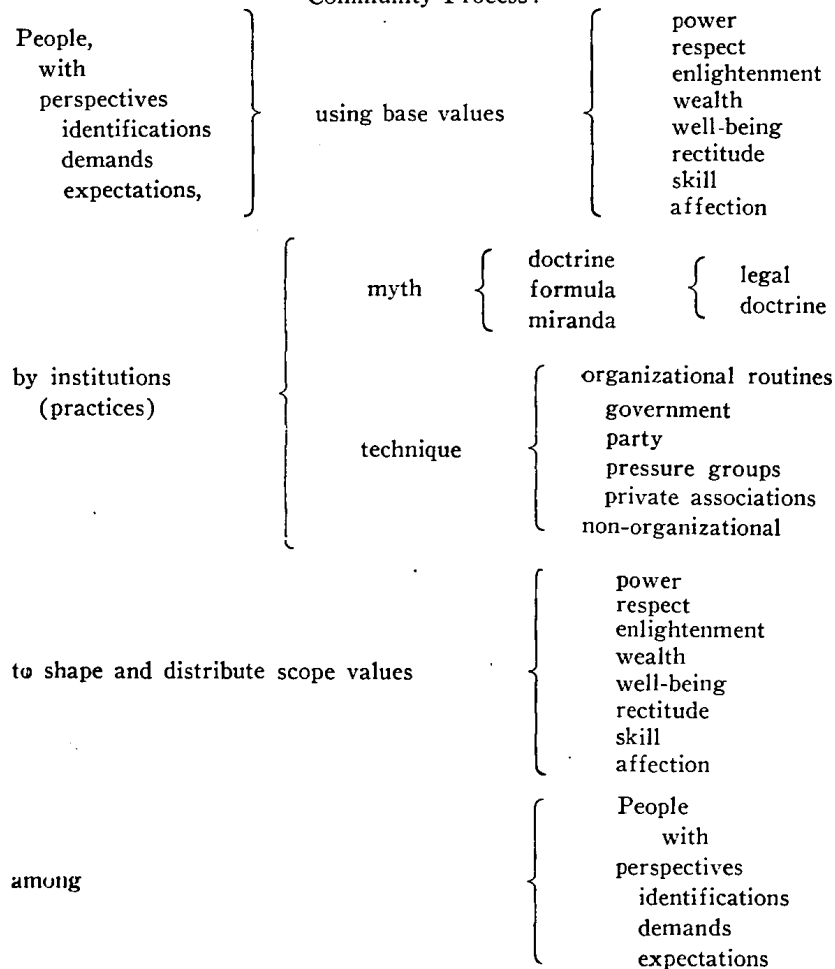 Community Process:
People,
with
perspectives
identifications
demands
expectations,
using base values
power
respect
enlightenment
wealth
well-being
rectitude
skill
affection
by institutions
(practices)
myth
doctrine
formula
miranda
legal
doctrine
technique
organizational routines
government
party
pressure groups
private associations
non-organizational
to shape and distribute scope values
power
respect
enlightenment
wealth
well-being
rectitude
skill
affection
among
People
with
perspectives
identifications
demands
expectations